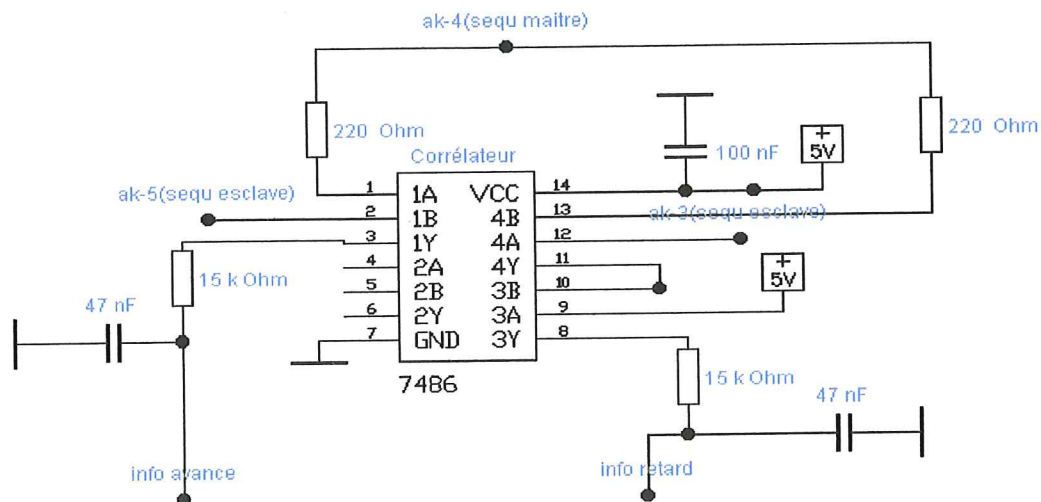 ak-4(sequ maitre)
220 Ohm
220 Ohm
100 nF
+
5V
Corrélateur
ak-5(sequ esclave)
ak-3(sequ esclave)
1 1A VCC 14
2 1B 4B 13
3 1Y 4A 12
4 2A 4Y 11
5 2B 3B 10
6 2Y 3A 9
7 GND 3Y 8
7486
+
5V
15 k Ohm
47 nF
15 k Ohm
47 nF
info avance
info retard